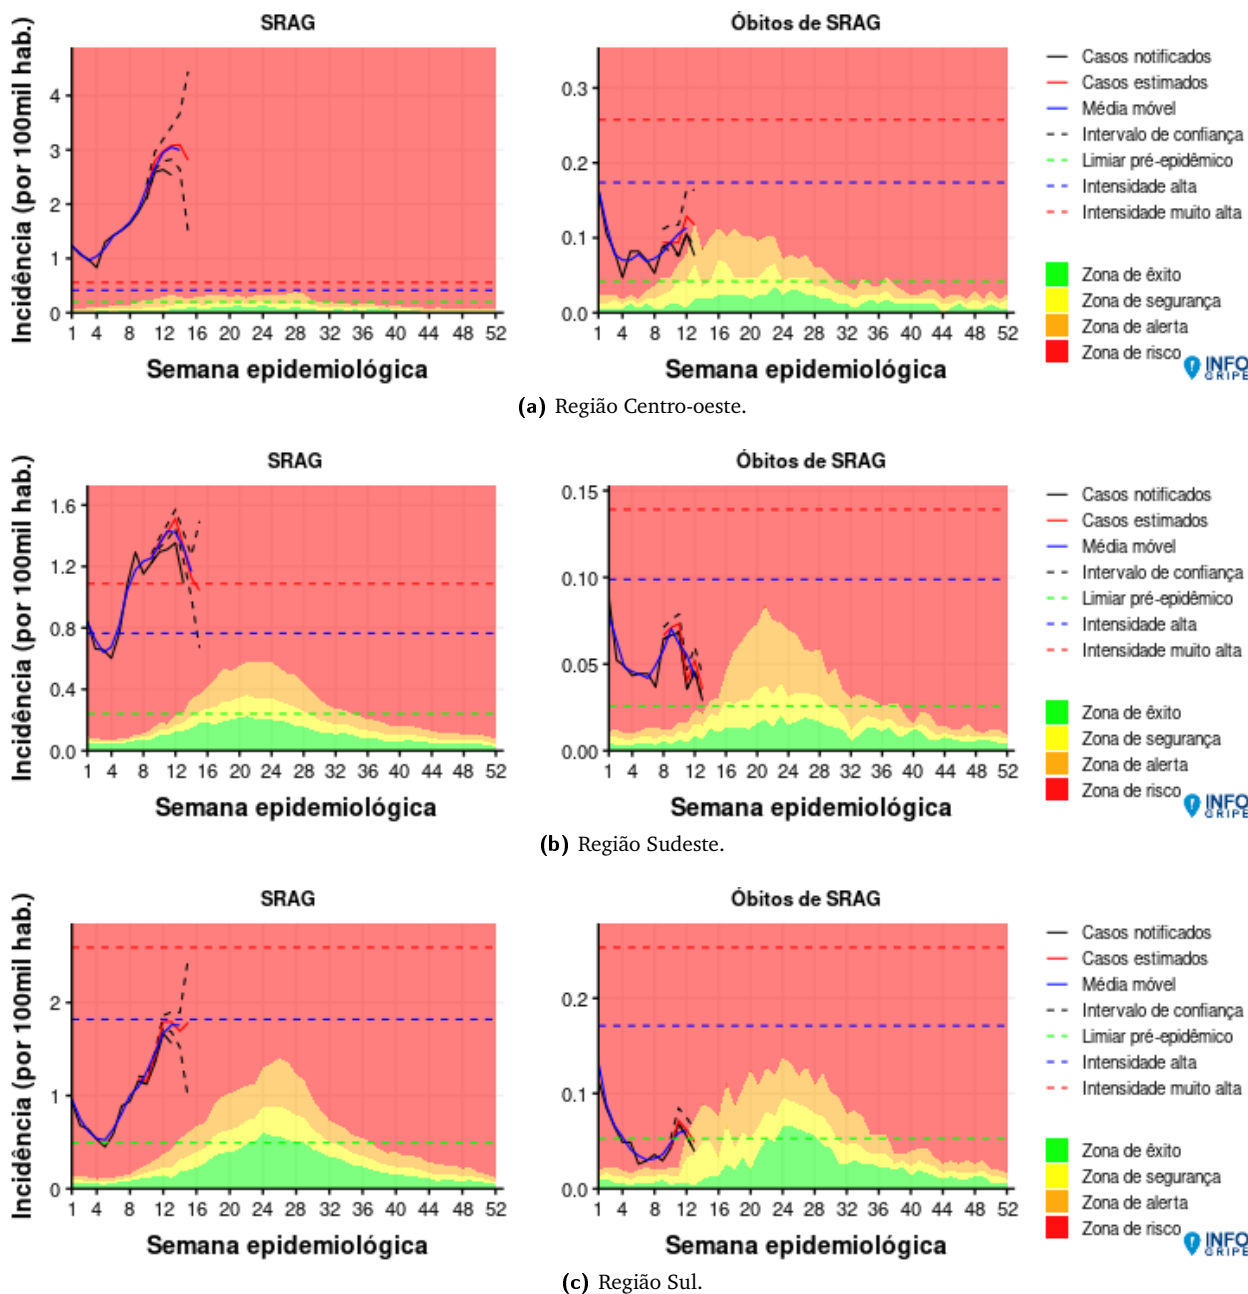 SRAG
Óbitos de SRAG
Incidência (por 100mil hab.)
4
3
2
1
0
1 4 8 12 16 20 24 28 32 36 40 44 48 52
Semana epidemiológica
0.3
0.2
0.1
0.0
1 4 8 12 16 20 24 28 32 36 40 44 48 52
Semana epidemiológica
Casos notificados
Casos estimados
Média móvel
Intervalo de confiança
Limiar pré-epidêmico
Intensidade alta
Intensidade muito alta
Zona de êxito
Zona de segurança
Zona de alerta
Zona de risco
INFO
GRIPE
(a) Região Centro-oeste.
SRAG
Óbitos de SRAG
Incidência (por 100mil hab.)
1.6
1.2
0.8
0.4
0.0
1 4 8 12 16 20 24 28 32 36 40 44 48 52
Semana epidemiológica
0.15
0.10
0.05
0.00
1 4 8 12 16 20 24 28 32 36 40 44 48 52
Semana epidemiológica
Casos notificados
Casos estimados
Média móvel
Intervalo de confiança
Limiar pré-epidêmico
Intensidade alta
Intensidade muito alta
Zona de êxito
Zona de segurança
Zona de alerta
Zona de risco
INFO
GRIPE
(b) Região Sudeste.
SRAG
Óbitos de SRAG
Incidência (por 100mil hab.)
2
1
0
1 4 8 12 16 20 24 28 32 36 40 44 48 52
Semana epidemiológica
0.2
0.1
0.0
1 4 8 12 16 20 24 28 32 36 40 44 48 52
Semana epidemiológica
Casos notificados
Casos estimados
Média móvel
Intervalo de confiança
Limiar pré-epidêmico
Intensidade alta
Intensidade muito alta
Zona de êxito
Zona de segurança
Zona de alerta
Zona de risco
INFO
GRIPE
(c) Região Sul.